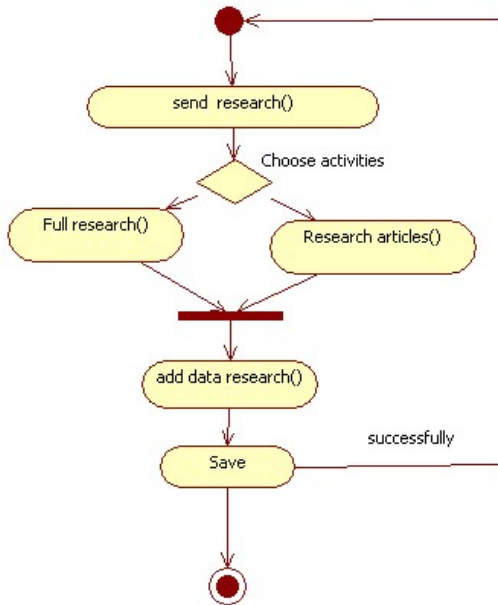 send research()
Choose activities
Full research()
Research articles()
add data research()
successfully
Save